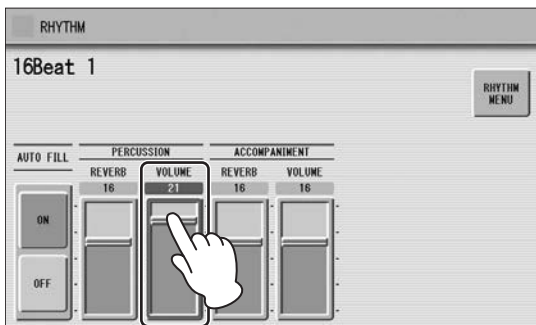 RHYTHM
16Beat 1
RHYTHM
MENU
AUTO FILL
PERCUSSION
ACCOMPANIMENT
REVERB
VOLUME
REVERB
VOLUME
16
21
16
16
ON
OFF